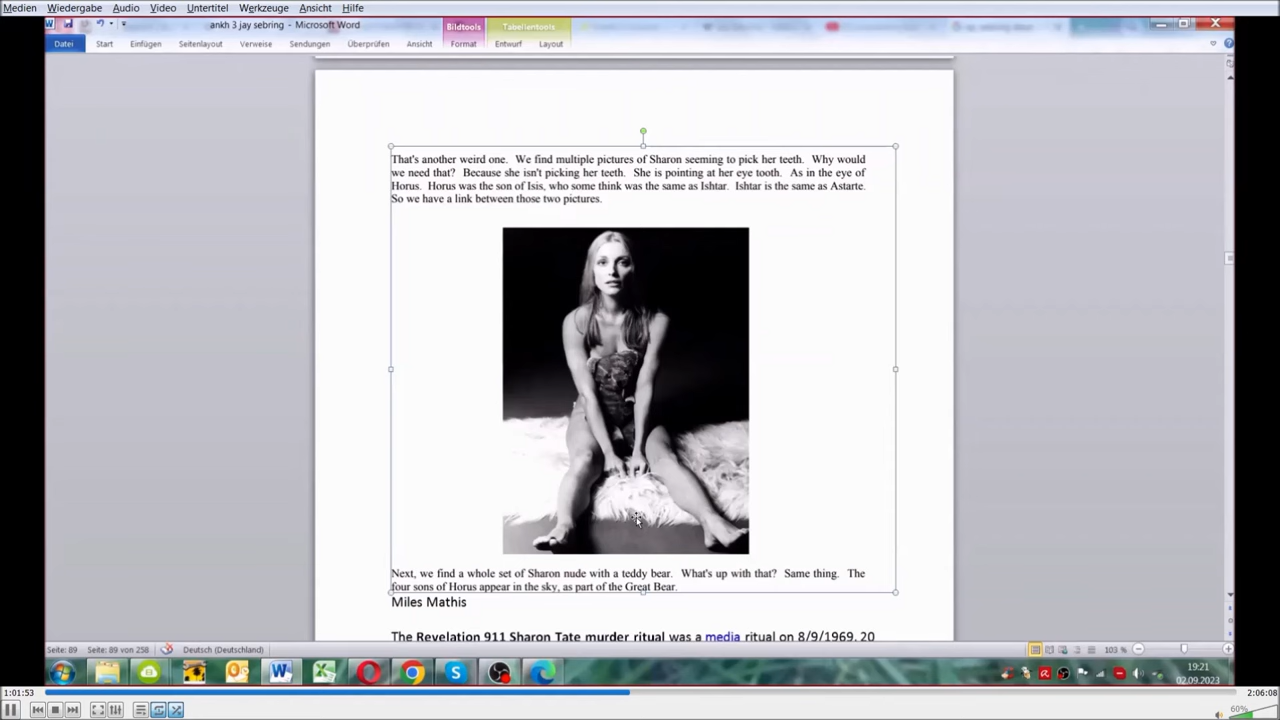 Medien Wiedergabe Audio Video Untertitel Werkzeuge Ansicht Hilfe
ankh 3 jay sebring - Microsoft Word
Bildtools Tabellentools
Datei Start Einfügen Seitenlayout Verweise Sendungen Überprüfen Ansicht Format Entwurf Layout
That's another weird one. We find multiple pictures of Sharon seeming to pick her teeth. Why would
we need that? Because she isn't picking her teeth. She is pointing at her eye tooth. As in the eye of
Horus. Horus was the son of Isis, who some think was the same as Ishtar. Ishtar is the same as Astarte.
So we have a link between those two pictures.
Next, we find a whole set of Sharon nude with a teddy bear. What's up with that? Same thing. The
four sons of Horus appear in the sky, as part of the Great Bear.
Miles Mathis
The Revelation 911 Sharon Tate murder ritual was a media ritual on 8/9/1969, 20
Seite: 89 Seite: 89 von 258 Deutsch (Deutschland) 103 %
19:21
02.09.2023
1:01:53 2:06:08
60%